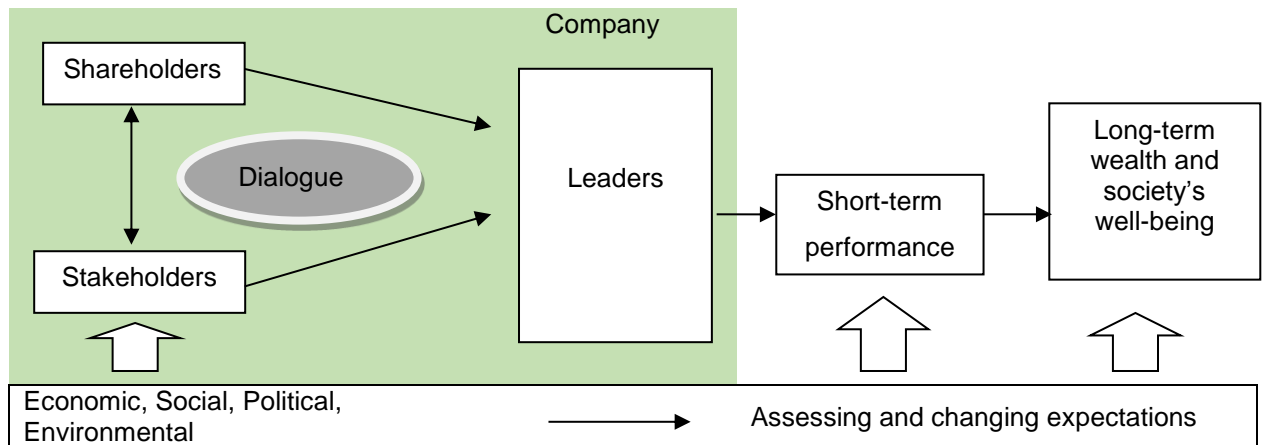 Company
Shareholders
Dialogue
Stakeholders
Leaders
Short-term
performance
Long-term
wealth and
society’s
well-being
Economic, Social, Political,
Environmental
Assessing and changing expectations